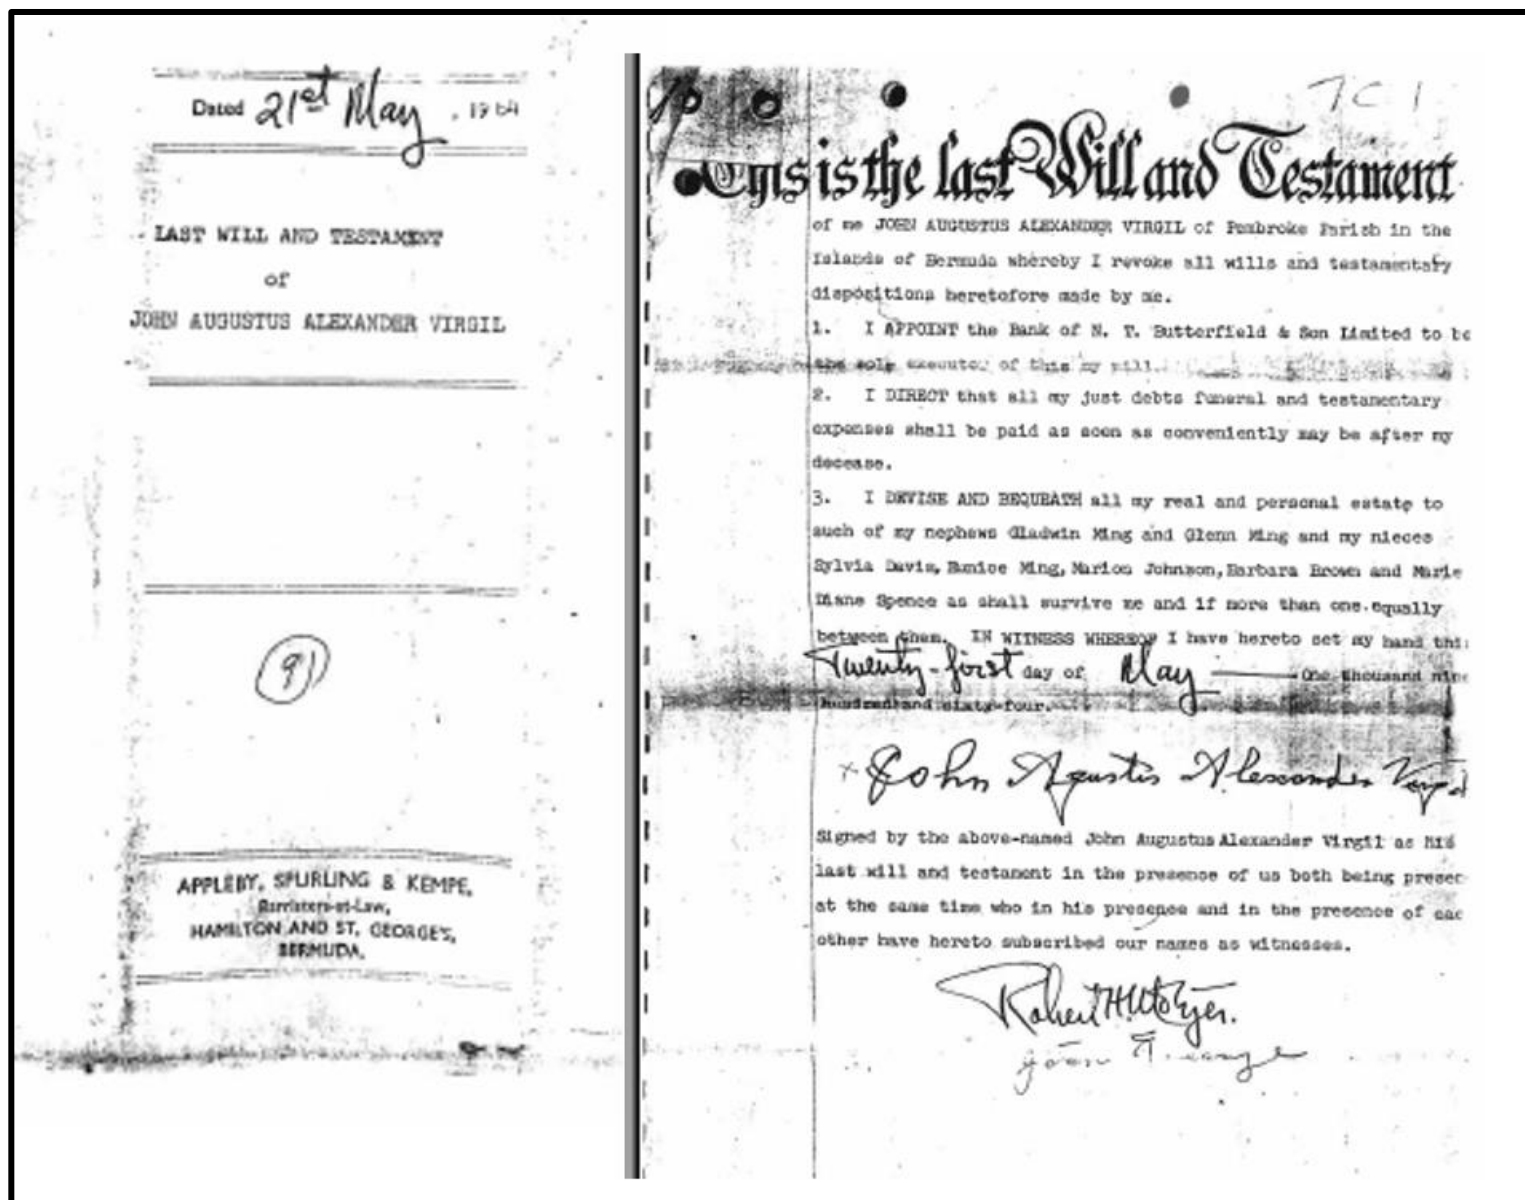 Dated 21st May, 1964
LAST WILL AND TESTAMENT
of
JOHN AUGUSTUS ALEXANDER VIRGIL
91
APPLEBY, SPURLING & KEMPE,
Barristers-at-Law,
HAMILTON AND ST. GEORGE'S,
BERMUDA.
This is the last Will and Testament
of me JOHN AUGUSTUS ALEXANDER VIRGIL of Pembroke Parish in the
Islands of Bermuda whereby I revoke all wills and testamentary
dispositions heretofore made by me.
1. I APPOINT the Bank of N. T. Butterfield & Son Limited to be
the sole executor of this my will.
2. I DIRECT that all my just debts funeral and testamentary
expenses shall be paid as soon as conveniently may be after my
decease.
3. I DEVISE AND BEQUEATH all my real and personal estate to
such of my nephews Gladwin Ming and Glenn Ming and my nieces
Sylvia Davis, Eunice Ming, Marion Johnson, Barbara Brown and Marie
Diane Spence as shall survive me and if more than one equally
between them. IN WITNESS WHEREOF I have hereto set my hand thi
Twenty-first day of May One thousand nine
hundred and sixty-four.
x John Agustis Alexander
Signed by the above-named John Augustus Alexander Virgil as his
last will and testament in the presence of us both being presen
at the same time who in his presence and in the presence of eac
other have hereto subscribed our names as witnesses.
Robert H.